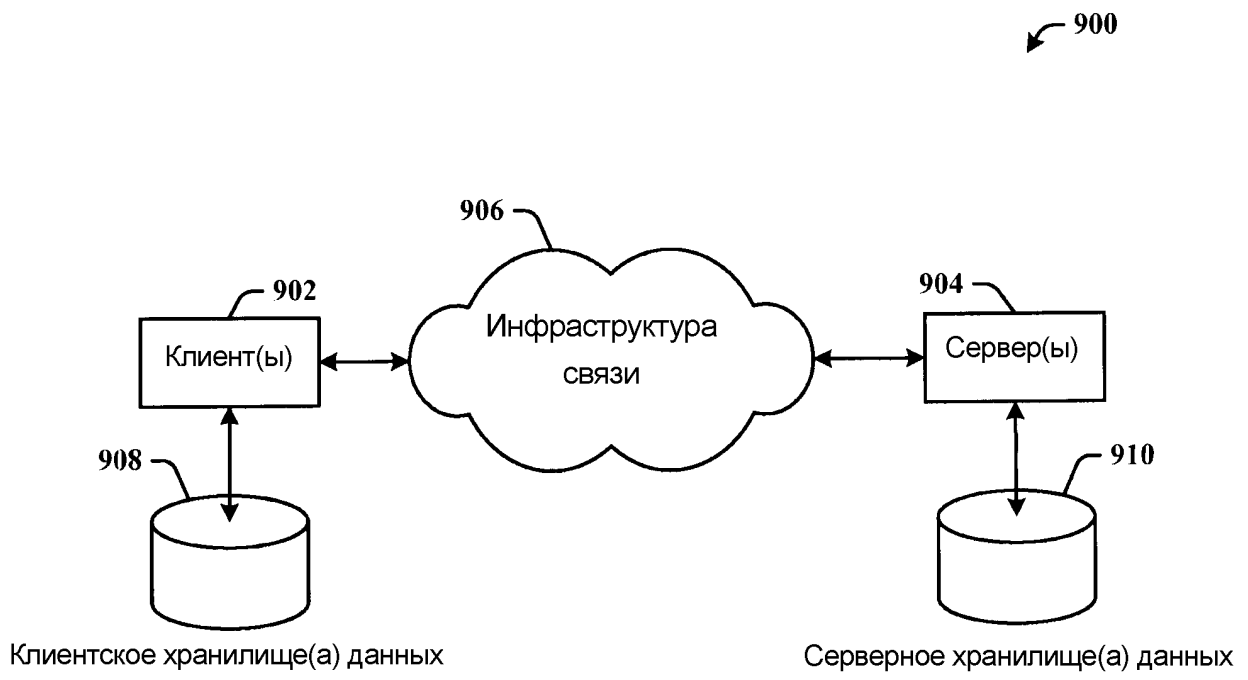 900
906
902
904
Инфраструктура
связи
Клиент(ы)
Сервер(ы)
908
910
Клиентское хранилище(а) данных
Серверное хранилище(а) данных